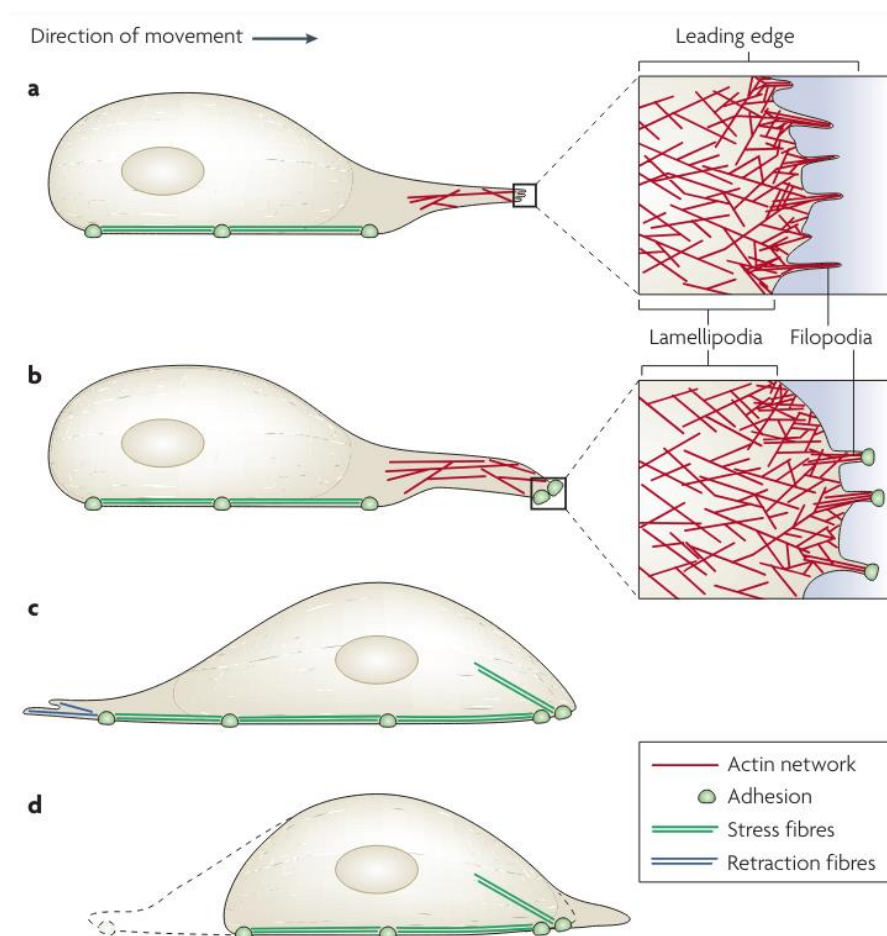 Direction of movement
Leading edge
a
Lamellipodia
Filopodia
b
c
Actin network
Adhesion
Stress fibres
Retraction fibres
d